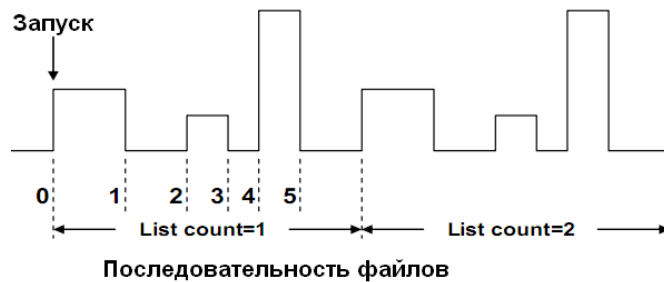 Запуск
0 1 2 3 4 5
List count=1 List count=2
Последовательность файлов